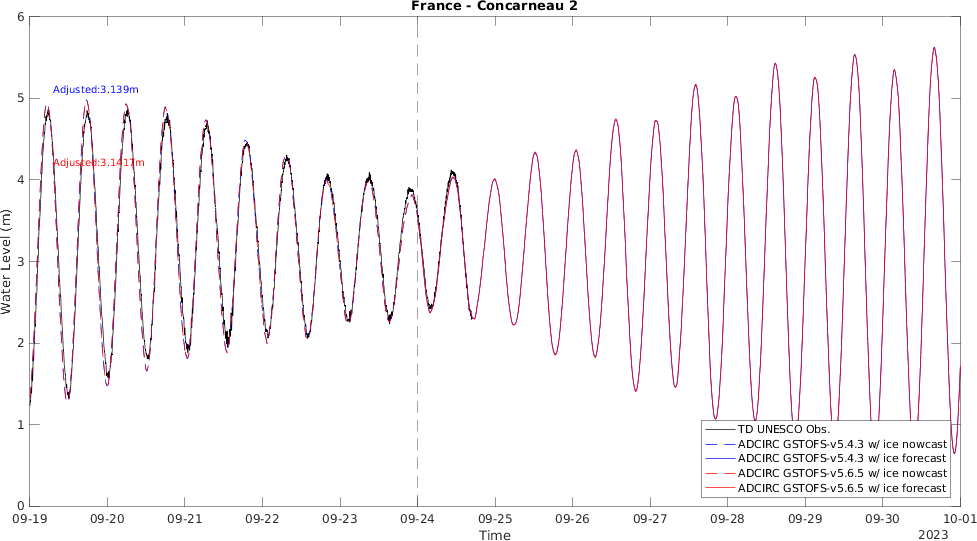 France - Concarneau 2
6
5
4
3
2
1
0
Water Level (m)
Adjusted:3.139m
Adjusted:3.1417m
TD UNESCO Obs.
ADCIRC GSTOFS-v5.4.3 w/ ice nowcast
ADCIRC GSTOFS-v5.4.3 w/ ice forecast
ADCIRC GSTOFS-v5.6.5 w/ ice nowcast
ADCIRC GSTOFS-v5.6.5 w/ ice forecast
09-19 09-20 09-21 09-22 09-23 09-24 09-25 09-26 09-27 09-28 09-29 09-30 10-01
Time
2023